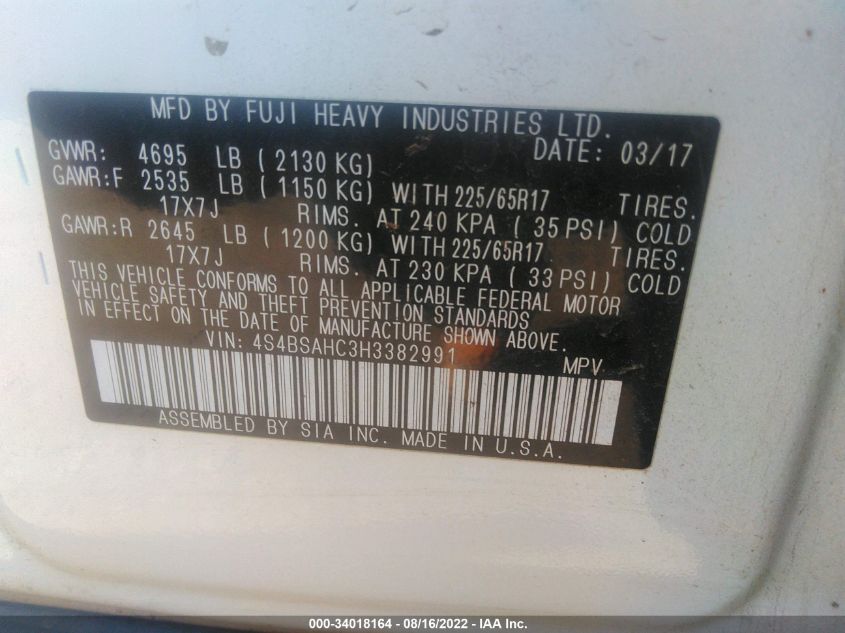 MFD BY FUJI HEAVY INDUSTRIES LTD.
GVWR: 4695 LB ( 2130 KG) DATE: 03/17
GAWR:F 2535 LB ( 1150 KG) WITH 225/65R17 TIRES.
17X7J RIMS. AT 240 KPA ( 35 PSI) COLD
GAWR:R 2645 LB ( 1200 KG) WITH 225/65R17 TIRES.
17X7J RIMS. AT 230 KPA ( 33 PSI) COLD
THIS VEHICLE CONFORMS TO ALL APPLICABLE FEDERAL MOTOR
VEHICLE SAFETY AND THEFT PREVENTION STANDARDS
IN EFFECT ON THE DATE OF MANUFACTURE SHOWN ABOVE.
VIN: 4S4BSAHC3H3382991 MPV
ASSEMBLED BY SIA INC. MADE IN U.S.A.
000-34018164 - 08/16/2022 - IAA Inc.